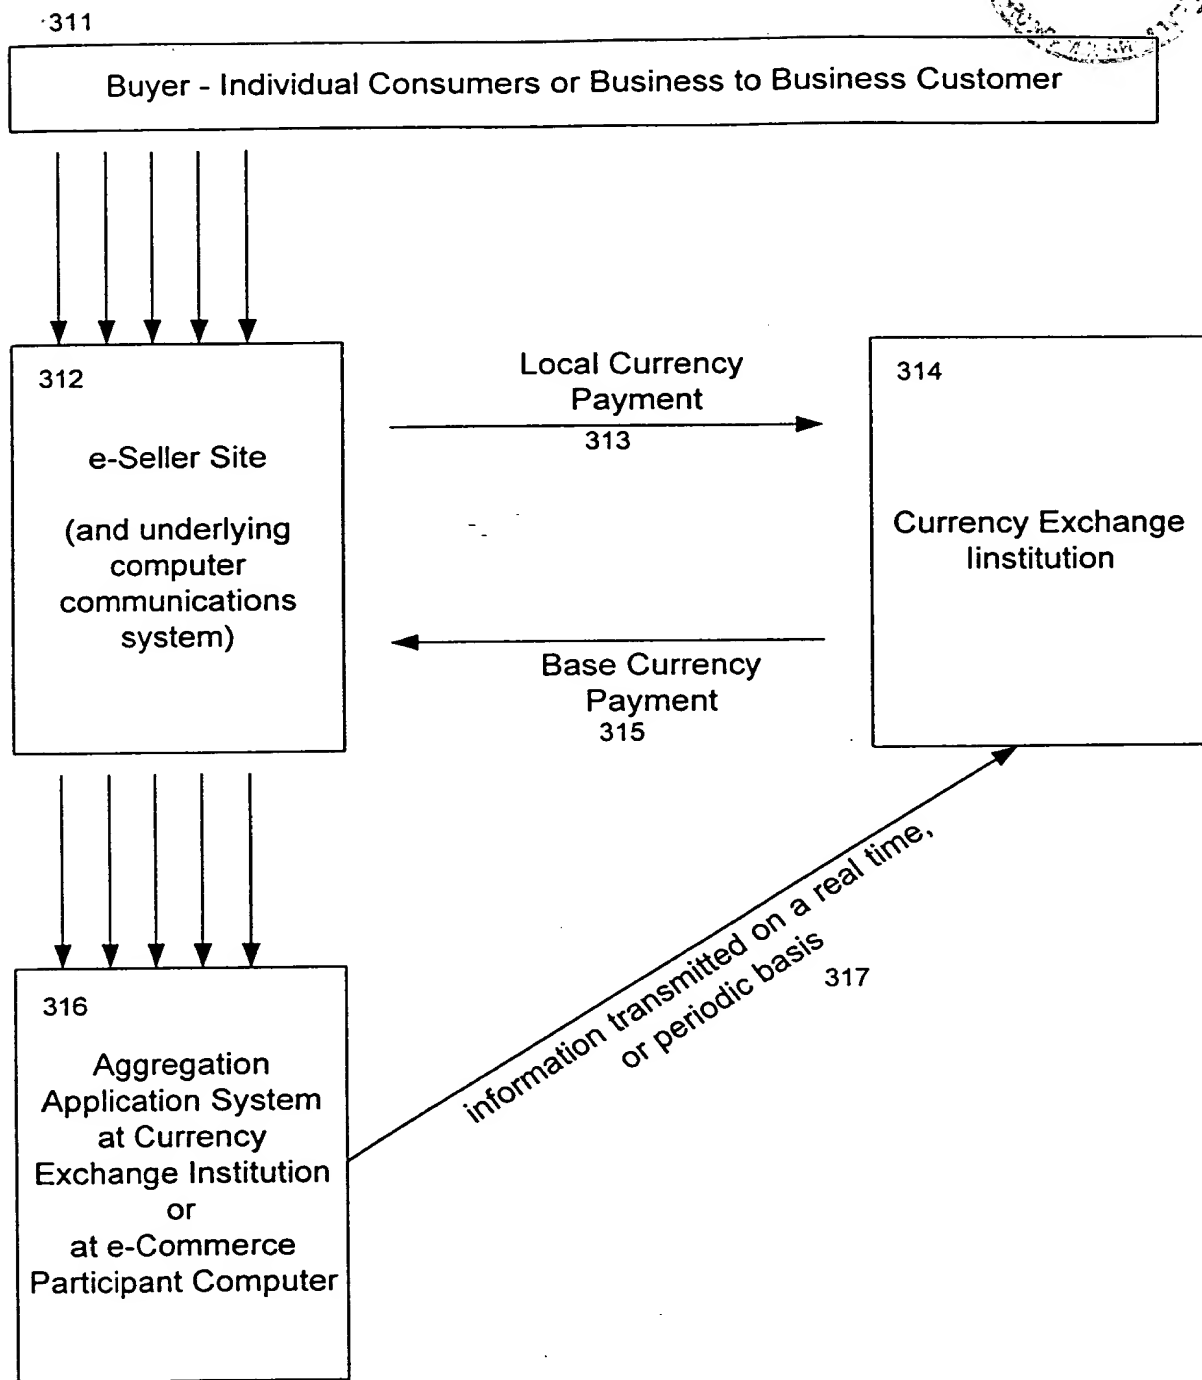 311
Buyer - Individual Consumers or Business to Business Customer
312
e-Seller Site
(and underlying
computer
communications
system)
Local Currency
Payment
313
314
Currency Exchange
Iinstitution
Base Currency
Payment
315
information transmitted on a real time,
or periodic basis
317
316
Aggregation
Application System
at Currency
Exchange Institution
or
at e-Commerce
Participant Computer